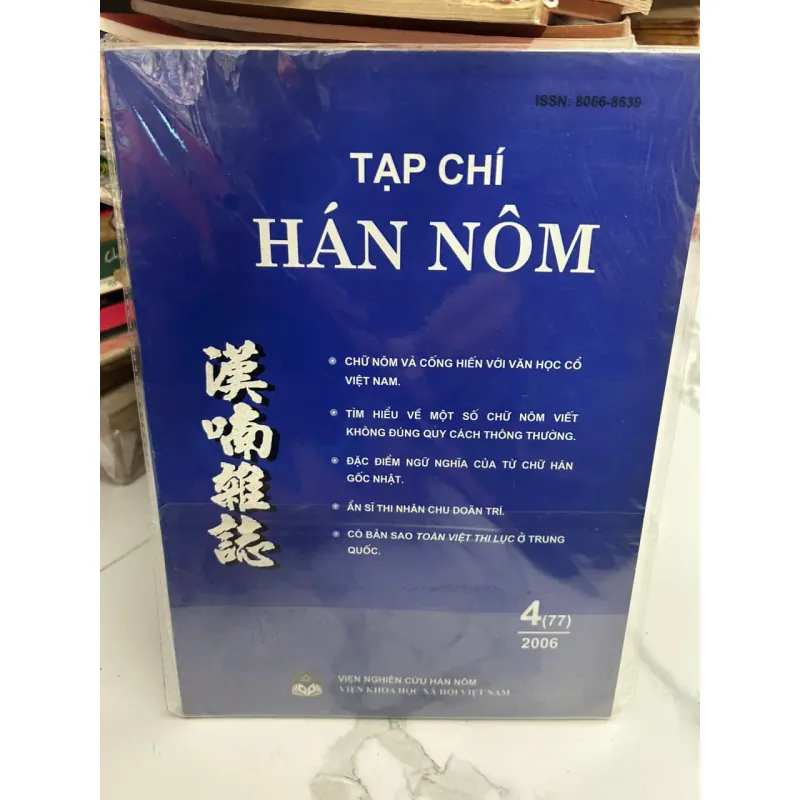 ISSN: 8066-8639
TẠP CHÍ
HÁN NÔM
漢喃雜誌
CHỮ NÔM VÀ CỐNG HIẾN VỚI VĂN HỌC CỔ
VIỆT NAM.
TÌM HIỂU VỀ MỘT SỐ CHỮ NÔM VIẾT
KHÔNG ĐÚNG QUY CÁCH THÔNG THƯỜNG.
ĐẶC ĐIỂM NGỮ NGHĨA CỦA TỪ CHỮ HÁN
GỐC NHẬT.
ẨN SĨ THI NHÂN CHU DOÃN TRÍ.
CÓ BẢN SAO TOÀN VIỆT THI LỤC Ở TRUNG
QUỐC.
4(77)
2006
VIỆN NGHIÊN CỨU HÁN NÔM
VIỆN KHOA HỌC XÃ HỘI VIỆT NAM